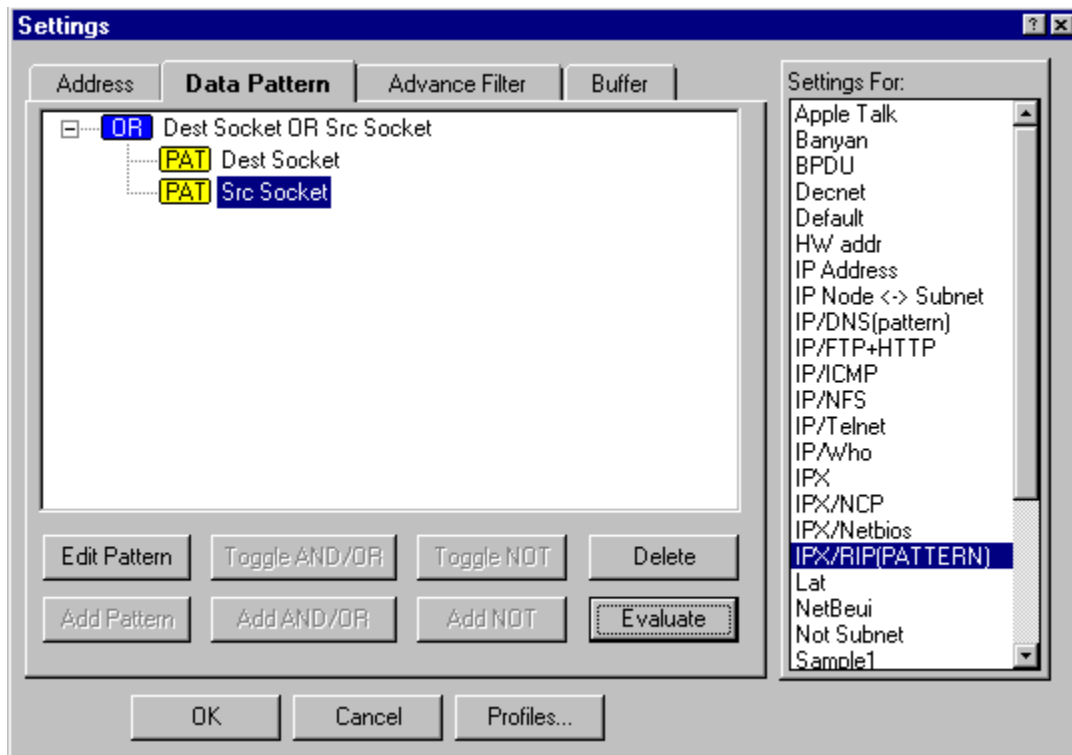 Settings
Address Data Pattern Advance Filter Buffer
OR Dest Socket OR Src Socket
PAT Dest Socket
PAT Src Socket
Edit Pattern Toggle AND/OR Toggle NOT Delete
Add Pattern Add AND/OR Add NOT Evaluate
Settings For:
Apple Talk
Banyan
BPDU
Decnet
Default
HW addr
IP Address
IP Node <-> Subnet
IP/DNS(pattern)
IP/FTP+HTTP
IP/ICMP
IP/NFS
IP/Telnet
IP/Who
IPX
IPX/NCP
IPX/Netbios
IPX/RIP(PATTERN)
Lat
NetBeui
Not Subnet
Sample1
OK Cancel Profiles...